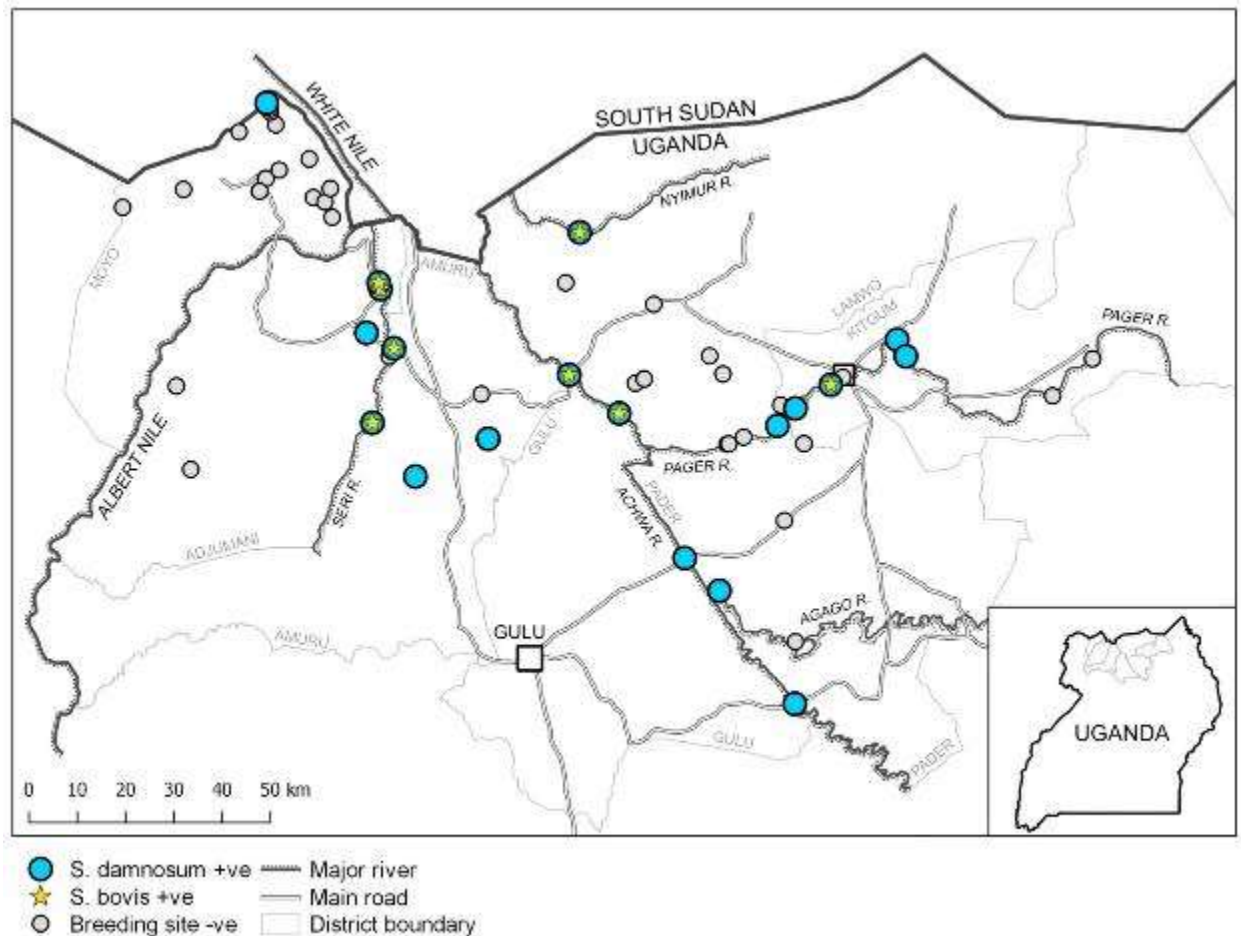 WHITE NILE
SOUTH SUDAN
UGANDA
NYIMUR R.
MOYO
AMURU
LAMWO
KITGUM
PAGER R.
ALBERT NILE
GULU
SERI R.
PAGER R.
PADER
ACHWA R.
ADJUMANI
AGAGO R.
AMURU
GULU
GULU
PADER
UGANDA
0 10 20 30 40 50 km
S. damnosum +ve
Major river
S. bovis +ve
Main road
Breeding site -ve
District boundary